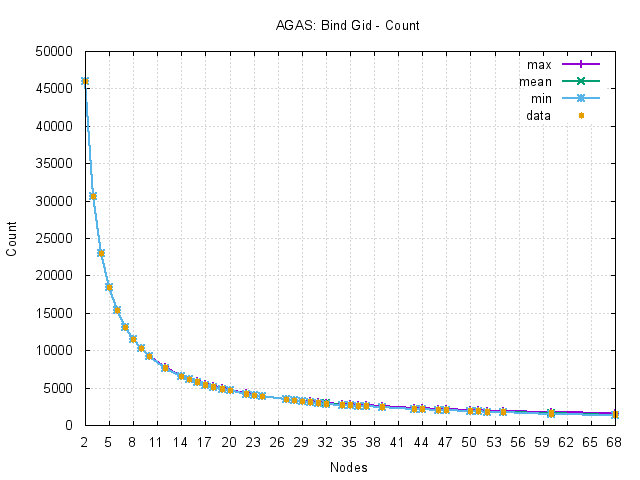 AGAS: Bind Gid - Count
50000
45000
40000
35000
30000
25000
20000
15000
10000
5000
0
Count
max
mean
min
data
2 5 8 11 14 17 20 23 26 29 32 35 38 41 44 47 50 53 56 59 62 65 68
Nodes